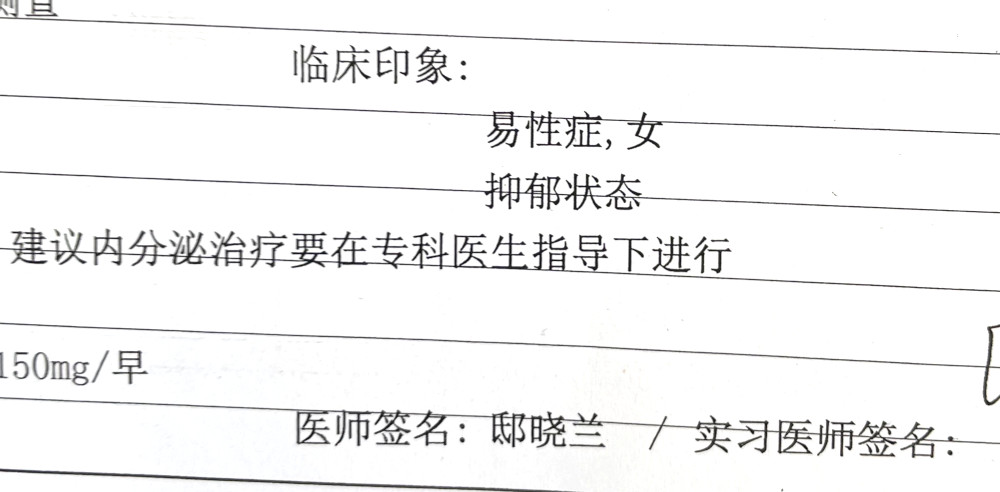 临床印象:
易性症,女
抑郁状态
建议内分泌治疗要在专科医生指导下进行
150mg/早
医师签名: 邸晓兰 / 实习医师签名: